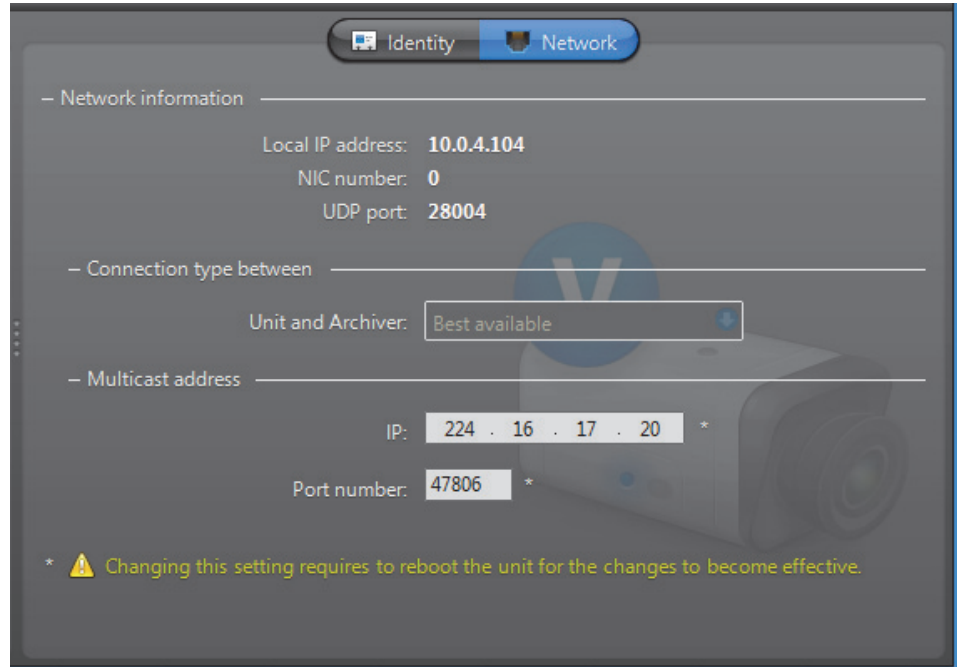 Identity Network
– Network information
Local IP address: 10.0.4.104
NIC number: 0
UDP port: 28004
– Connection type between
Unit and Archiver: Best available
– Multicast address
IP: 224 . 16 . 17 . 20 *
Port number: 47806 *
* Changing this setting requires to reboot the unit for the changes to become effective.
V